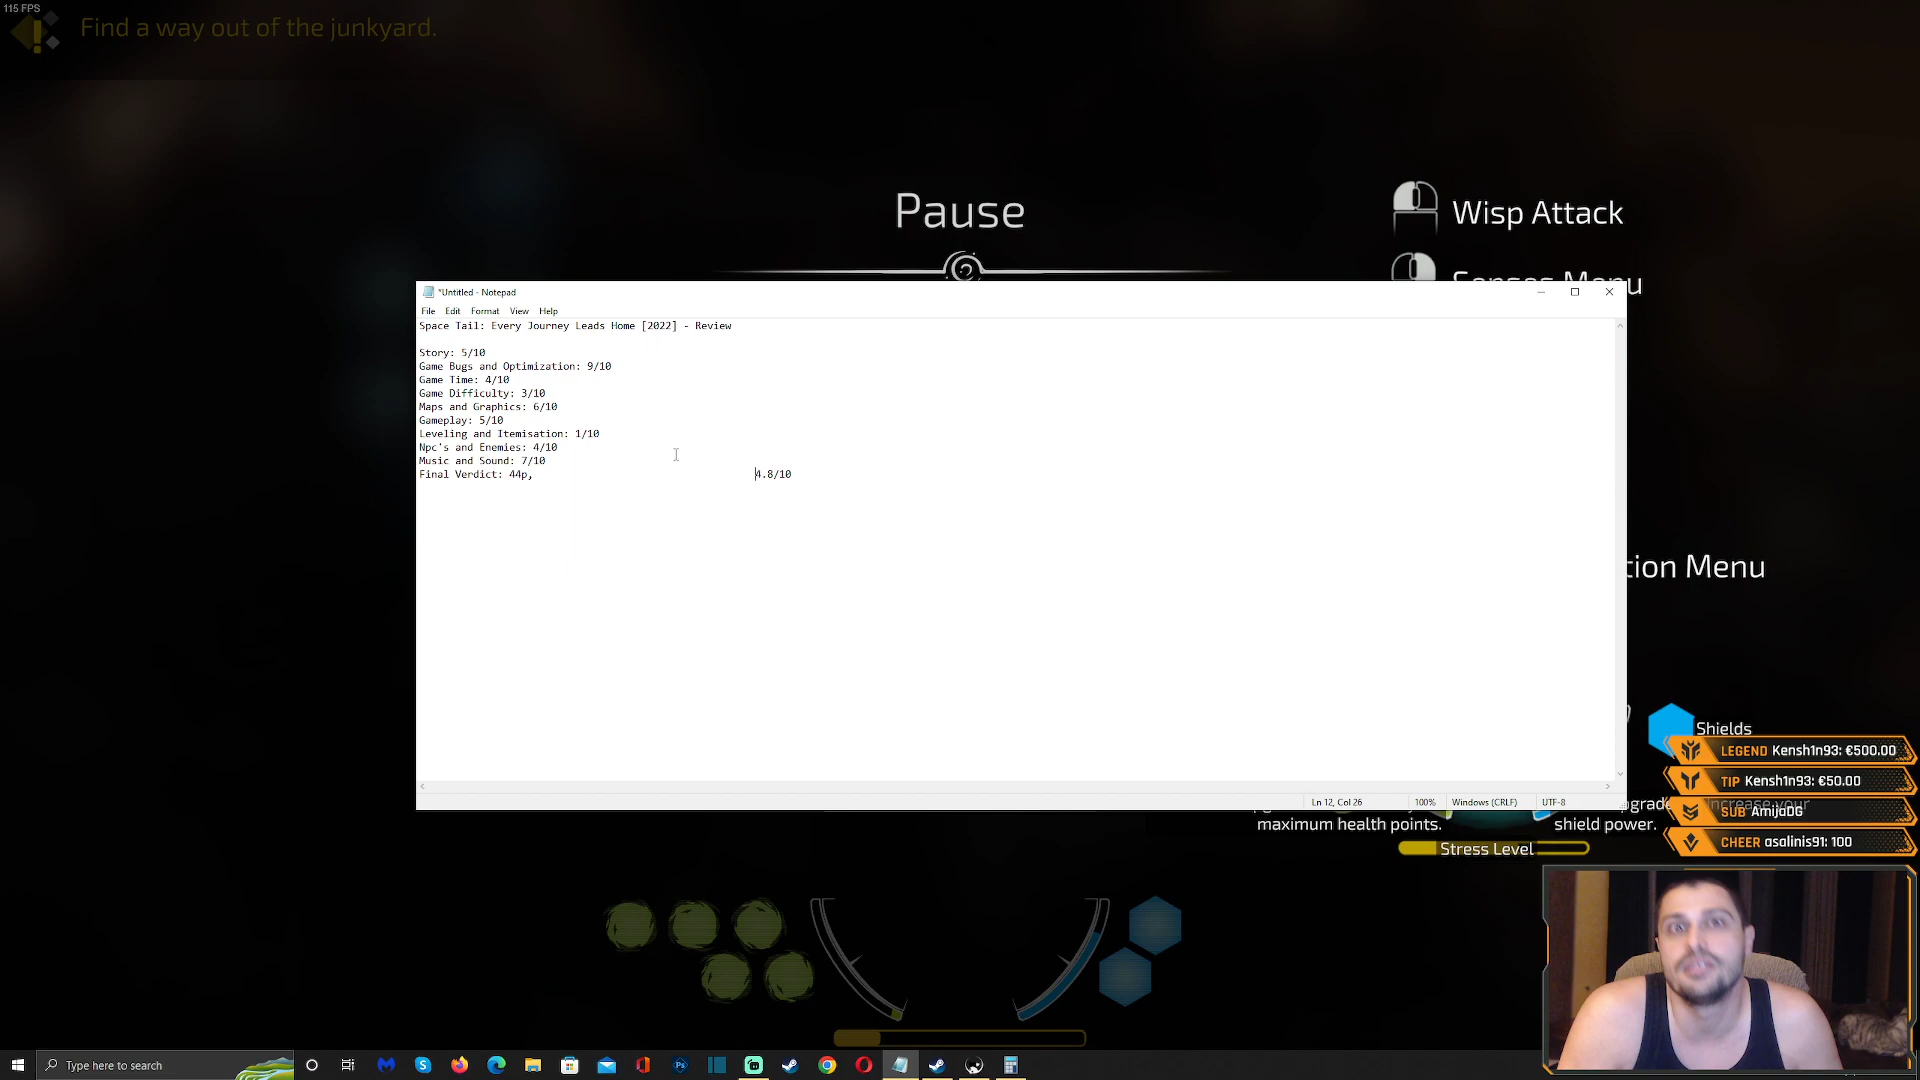 115 FPS
Find a way out of the junkyard.
Pause
Wisp Attack
Senses Menu
*Untitled - Notepad
File Edit Format View Help
Space Tail: Every Journey Leads Home [2022] - Review
Story: 5/10
Game Bugs and Optimization: 9/10
Game Time: 4/10
Game Difficulty: 3/10
Maps and Graphics: 6/10
Gameplay: 5/10
Leveling and Itemisation: 1/10
Npc's and Enemies: 4/10
Music and Sound: 7/10
Final Verdict: 44p, 4.8/10
tion Menu
Shields
LEGEND Kensh1n93: €500.00
TIP Kensh1n93: €50.00
SUB AmijaDG
CHEER asalinis91: 100
Ln 12, Col 26 100% Windows (CRLF) UTF-8
maximum health points.
increase your
shield power.
Stress Level
Type here to search